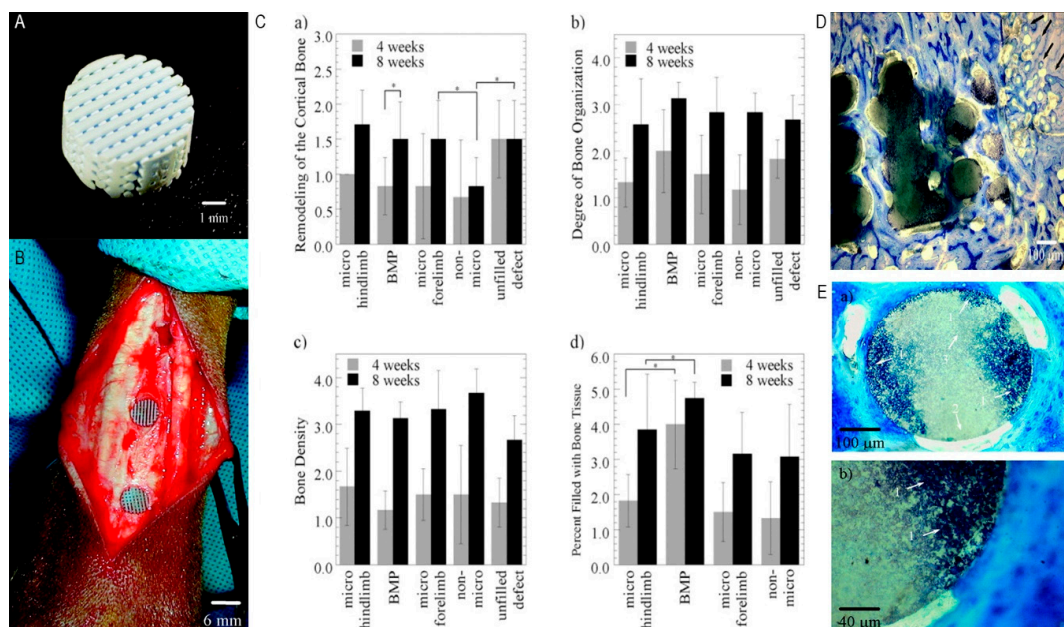 A
1 mm
B
6 mm
C
a)
Remodeling of the Cortical Bone
3.0
2.5
2.0
1.5
1.0
0.5
0.0
4 weeks
8 weeks
*
*
*
micro
hindlimb
BMP
micro
forelimb
non-
micro
unfilled
defect
b)
Degree of Bone Organization
4.0
3.0
2.0
1.0
0.0
4 weeks
8 weeks
micro
hindlimb
BMP
micro
forelimb
non-
micro
unfilled
defect
c)
Bone Density
4.0
3.0
2.0
1.0
0.0
4 weeks
8 weeks
micro
hindlimb
BMP
micro
forelimb
non-
micro
unfilled
defect
d)
Percent Filled with Bone Tissue
6.0
5.0
4.0
3.0
2.0
1.0
0.0
4 weeks
8 weeks
*
*
micro
hindlimb
BMP
micro
forelimb
non-
micro
D
100 µm
E
a)
100 µm
b)
40 µm